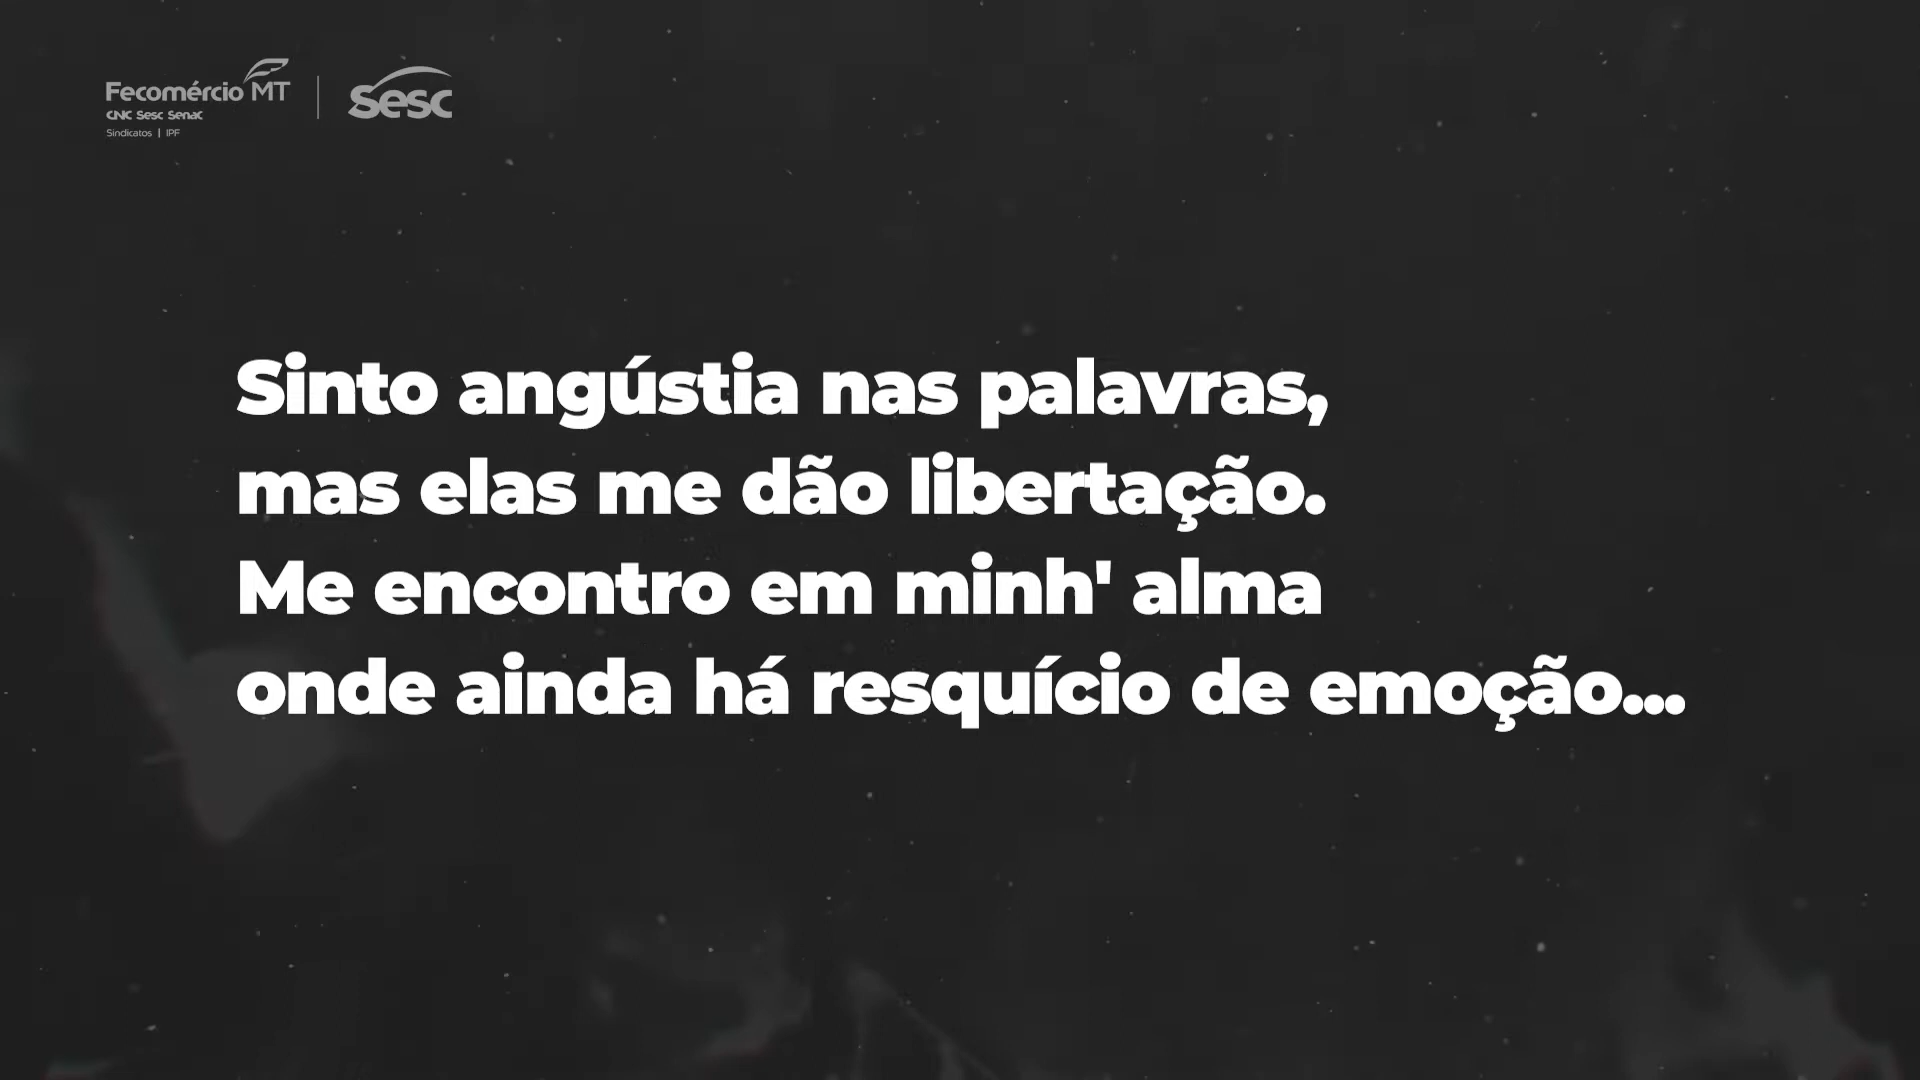 Fecomércio MT
CNC Sesc Senac
Sindicatos | IPF
Sesc
Sinto angústia nas palavras,
mas elas me dão libertação.
Me encontro em minh' alma
onde ainda há resquício de emoção...